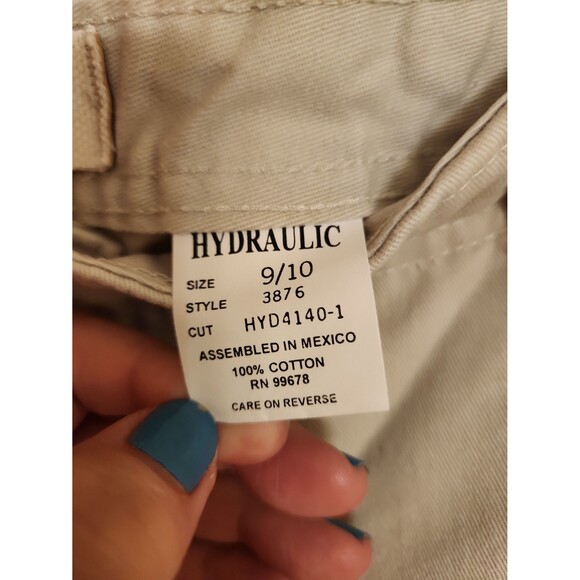 HYDRAULIC
SIZE 9/10
STYLE 3876
CUT HYD4140-1
ASSEMBLED IN MEXICO
100% COTTON
RN 99678
CARE ON REVERSE